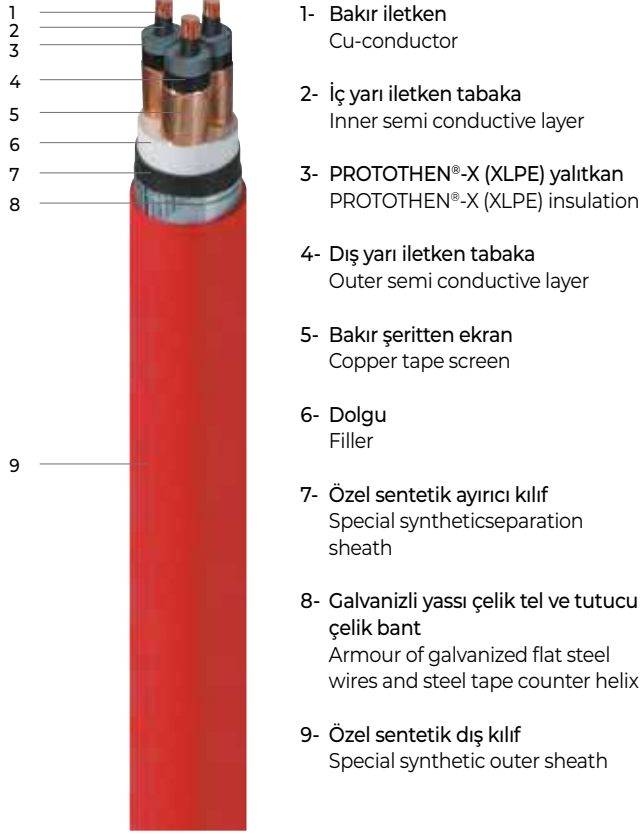 1
2
3
4
5
6
7
8
9
1- Bakır iletken
Cu-conductor
2- İç yarı iletken tabaka
Inner semi conductive layer
3- PROTOTHEN®-X (XLPE) yalıtkan
PROTOTHEN®-X (XLPE) insulation
4- Dış yarı iletken tabaka
Outer semi conductive layer
5- Bakır şeritten ekran
Copper tape screen
6- Dolgu
Filler
7- Özel sentetik ayırıcı kılıf
Special syntheticseparation
sheath
8- Galvanizli yassı çelik tel ve tutucu
çelik bant
Armour of galvanized flat steel
wires and steel tape counter helix
9- Özel sentetik dış kılıf
Special synthetic outer sheath